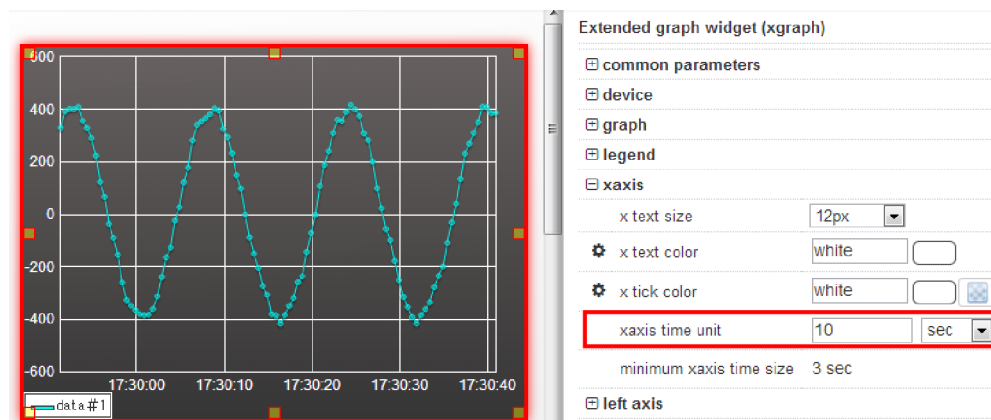 600
400
200
0
-200
-400
-600
17:30:00 17:30:10 17:30:20 17:30:30 17:30:40
data#1
Extended graph widget (xgraph)
common parameters
device
graph
legend
xaxis
x text size 12px
x text color white
x tick color white
xaxis time unit 10 sec
minimum xaxis time size 3 sec
left axis